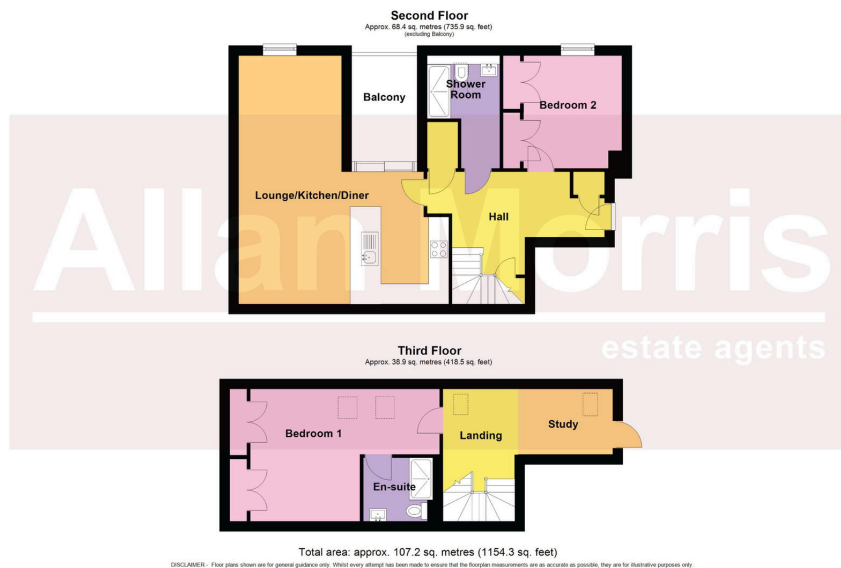 Second Floor
Approx. 68.4 sq. metres (735.9 sq. feet)
(excluding Balcony)
Balcony
Shower
Room
Bedroom 2
Lounge/Kitchen/Diner
Hall
Allan Morris
estate agents
Third Floor
Approx. 38.9 sq. metres (418.5 sq. feet)
Bedroom 1
Landing
Study
En-suite
Total area: approx. 107.2 sq. metres (1154.3 sq. feet)
DISCLAIMER:- Floor plans shown are for general guidance only. Whilst every attempt has been made to ensure that the floorplan measurements are as accurate as possible, they are for illustrative purposes only.